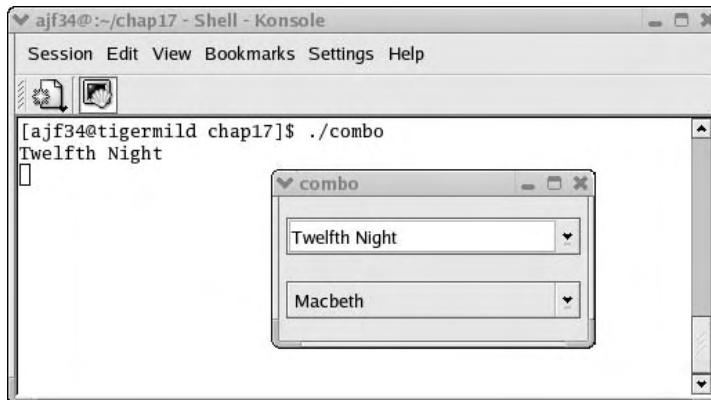 ajf34@:~/chap17 - Shell - Konsole
Session Edit View Bookmarks Settings Help
[ajf34@tigermild chap17]$ ./combo
Twelfth Night
combo
Twelfth Night
Macbeth